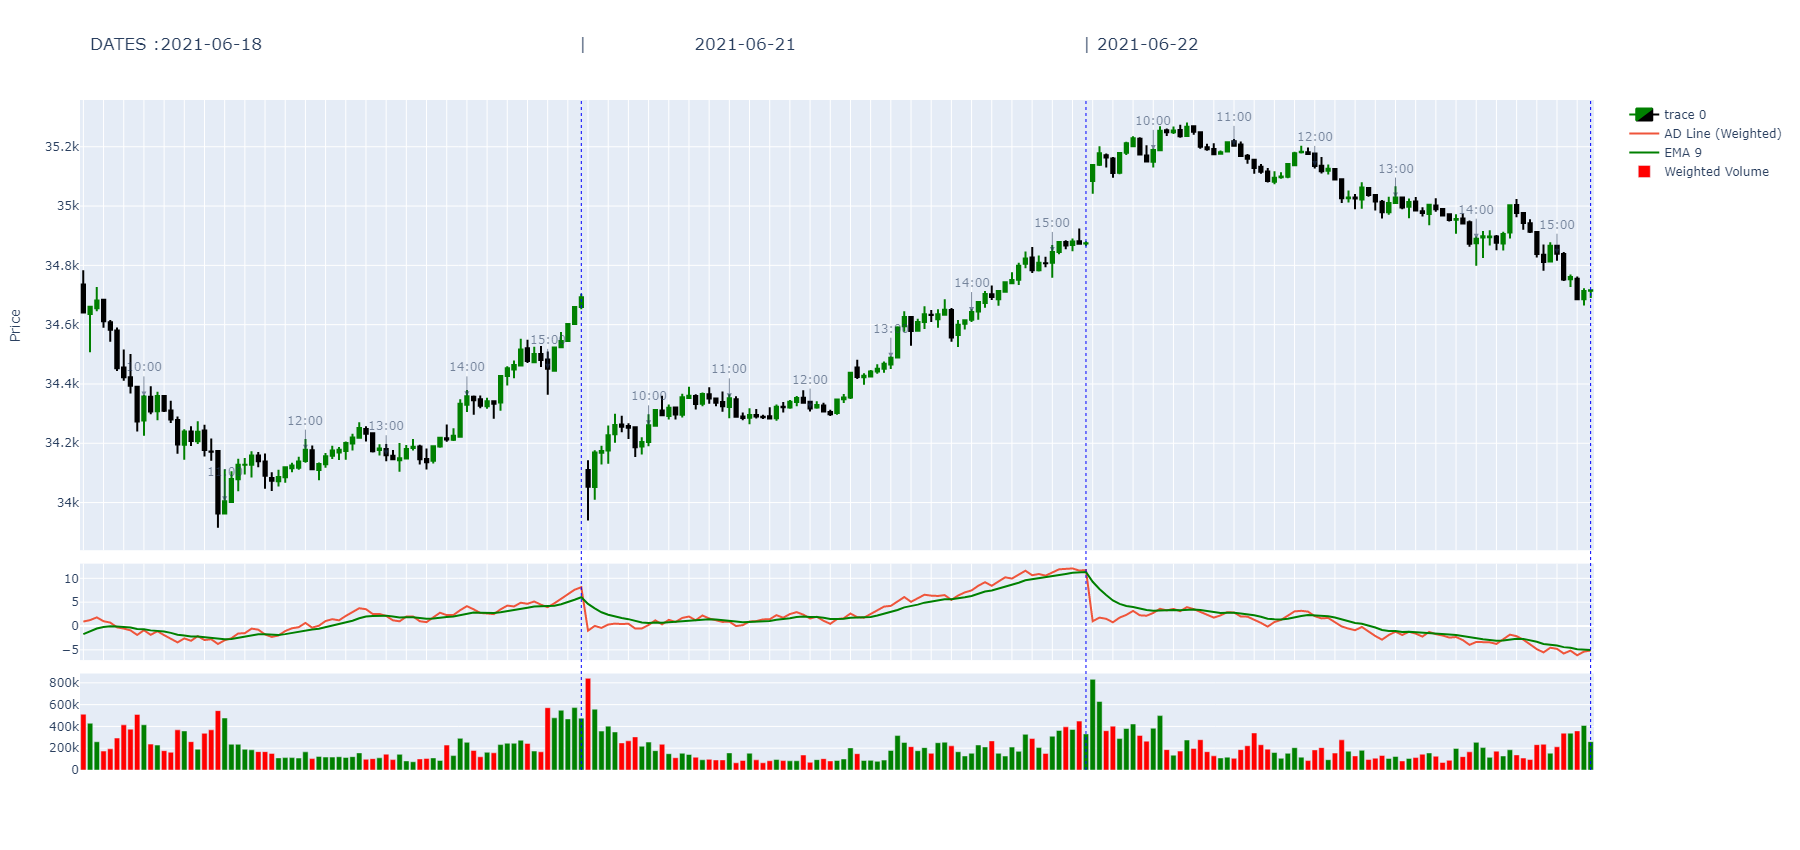 DATES :2021-06-18 | 2021-06-21 | 2021-06-22
trace 0
AD Line (Weighted)
EMA 9
Weighted Volume
Price
35.2k
35k
34.8k
34.6k
34.4k
34.2k
34k
10:00
12:00
13:00
14:00
15:00
10:00
11:00
12:00
13:00
14:00
15:00
10:00
11:00
12:00
13:00
14:00
15:00
10
5
0
−5
800k
600k
400k
200k
0